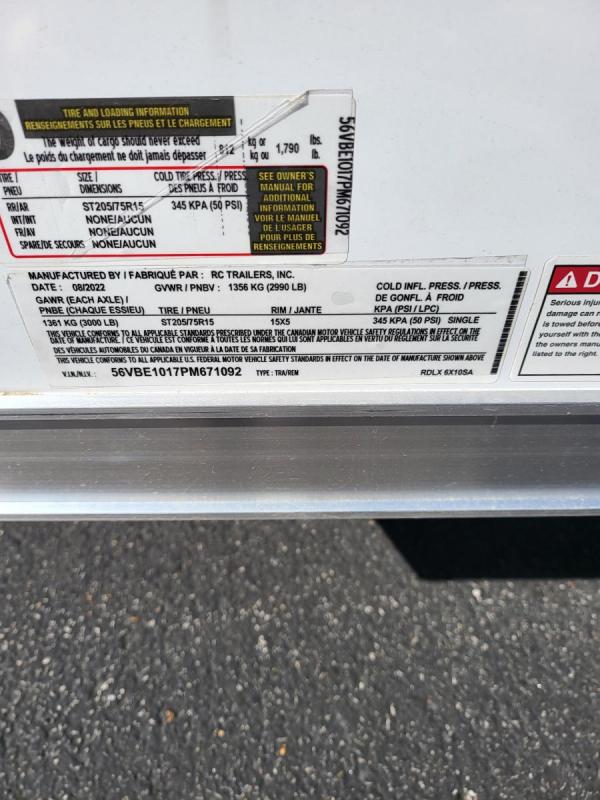 TIRE AND LOADING INFORMATION
RENSEIGNEMENTS SUR LES PNEUS ET LE CHARGEMENT
The weight of cargo should never exceed
Le poids du chargement ne doit jamais dépasser
812 kg or 1,790 lbs.
kg ou lb.
56VBE1017PM671092
TIRE / SIZE / COLD TIRE PRESS. / PRESS.
PNEU DIMENSIONS DES PNEUS À FROID
RR/AR ST205/75R15 345 KPA (50 PSI)
INT/INT NONE/AUCUN
FR/AV NONE/AUCUN
SPARE/DE SECOURS NONE/AUCUN
SEE OWNER'S
MANUAL FOR
ADDITIONAL
INFORMATION
VOIR LE MANUEL
DE L'USAGER
POUR PLUS DE
RENSEIGNEMENTS
MANUFACTURED BY / FABRIQUÉ PAR : RC TRAILERS, INC.
DATE : 08/2022 GVWR / PNBV : 1356 KG (2990 LB)
GAWR (EACH AXLE) / COLD INFL. PRESS. / PRESS.
PNBE (CHAQUE ESSIEU) TIRE / PNEU RIM / JANTE DE GONFL. À FROID
KPA (PSI / LPC)
1361 KG (3000 LB) ST205/75R15 15X5 345 KPA (50 PSI) SINGLE
THIS VEHICLE CONFORMS TO ALL APPLICABLE STANDARDS PRESCRIBED UNDER THE CANADIAN MOTOR VEHICLE SAFETY REGULATIONS IN EFFECT ON THE
DATE OF MANUFACTURE. / CE VÉHICULE EST CONFORME À TOUTES LES NORMES QUI LUI SONT APPLICABLES EN VERTU DU RÈGLEMENT SUR LA SÉCURITÉ
DES VÉHICULES AUTOMOBILES DU CANADA EN VIGUEUR À LA DATE DE SA FABRICATION.
THIS VEHICLE CONFORMS TO ALL APPLICABLE U.S. FEDERAL MOTOR VEHICLE SAFETY STANDARDS IN EFFECT ON THE DATE OF MANUFACTURE SHOWN ABOVE
V.I.N./N.I.V. : 56VBE1017PM671092 TYPE : TRA/REM RDLX 6X10SA
D
Serious injur
damage can r
is towed before
yourself with the
the owners manua
listed to the right.